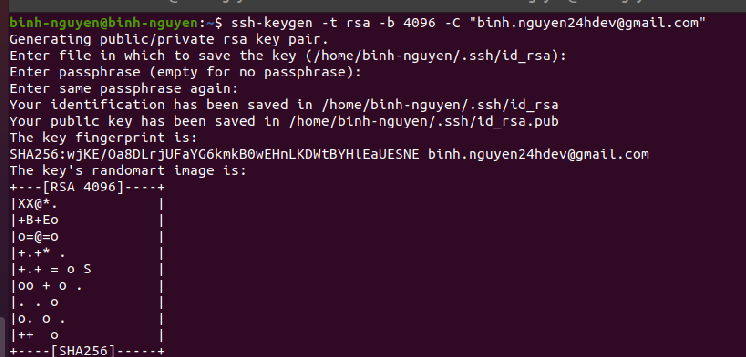 binh-nguyen@binh-nguyen:~$ ssh-keygen -t rsa -b 4096 -C "binh.nguyen24hdev@gmail.com"
Generating public/private rsa key pair.
Enter file in which to save the key (/home/binh-nguyen/.ssh/id_rsa):
Enter passphrase (empty for no passphrase):
Enter same passphrase again:
Your identification has been saved in /home/binh-nguyen/.ssh/id_rsa
Your public key has been saved in /home/binh-nguyen/.ssh/id_rsa.pub
The key fingerprint is:
SHA256:wjKE/Oa8DLrjUFaYG6kmkB0wEHnLKDWtBYHlEaUESNE binh.nguyen24hdev@gmail.com
The key's randomart image is:
+---[RSA 4096]----+
|XX@*.            |
|+B+Eo            |
|o=@=o            |
|+.+* .           |
|+.+ = o S        |
|oo + o .         |
|. . o            |
|o. o .           |
|++  o            |
+----[SHA256]-----+